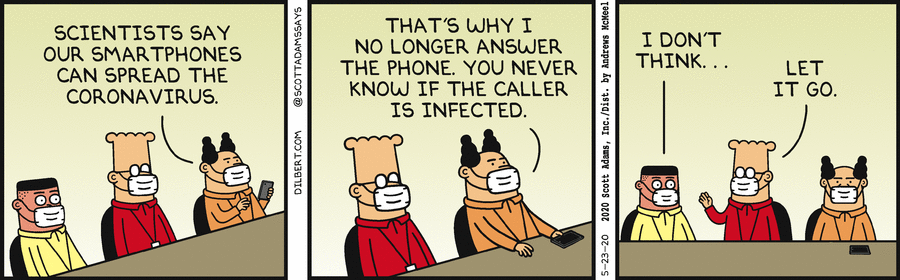 SCIENTISTS SAY
OUR SMARTPHONES
CAN SPREAD THE
CORONAVIRUS.
DILBERT.COM @SCOTTADAMSSAYS
THAT'S WHY I
NO LONGER ANSWER
THE PHONE. YOU NEVER
KNOW IF THE CALLER
IS INFECTED.
5-23-20 2020 Scott Adams, Inc./Dist. by Andrews McMeel
I DON'T
THINK...
LET
IT GO.